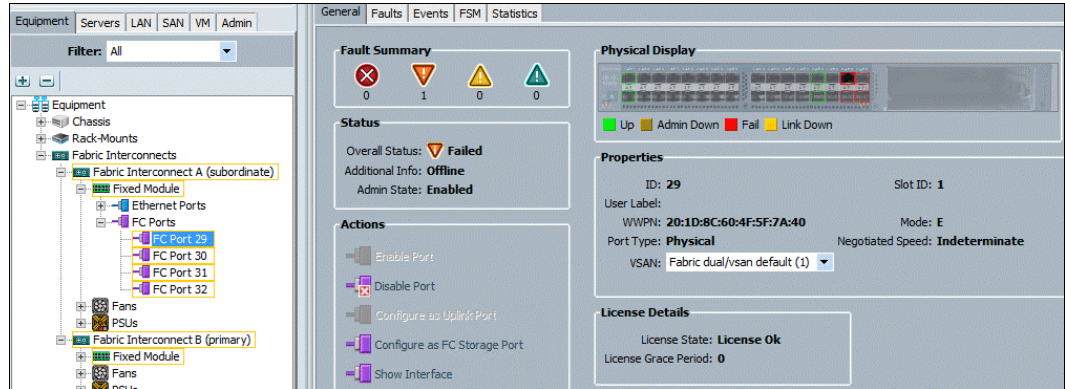 Equipment Servers LAN SAN VM Admin
Filter: All
Equipment
Chassis
Rack-Mounts
Fabric Interconnects
Fabric Interconnect A (subordinate)
Fixed Module
Ethernet Ports
FC Ports
FC Port 29
FC Port 30
FC Port 31
FC Port 32
Fans
PSUs
Fabric Interconnect B (primary)
Fixed Module
Fans
PSUs
General Faults Events FSM Statistics
Fault Summary
0 1 0 0
Status
Overall Status: Failed
Additional Info: Offline
Admin State: Enabled
Actions
Enable Port
Disable Port
Configure as Uplink Port
Configure as FC Storage Port
Show Interface
Physical Display
Up Admin Down Fail Link Down
Properties
ID: 29 Slot ID: 1
User Label:
WWPN: 20:1D:8C:60:4F:5F:7A:40 Mode: E
Port Type: Physical Negotiated Speed: Indeterminate
VSAN: Fabric dual/vsan default (1)
License Details
License State: License Ok
License Grace Period: 0